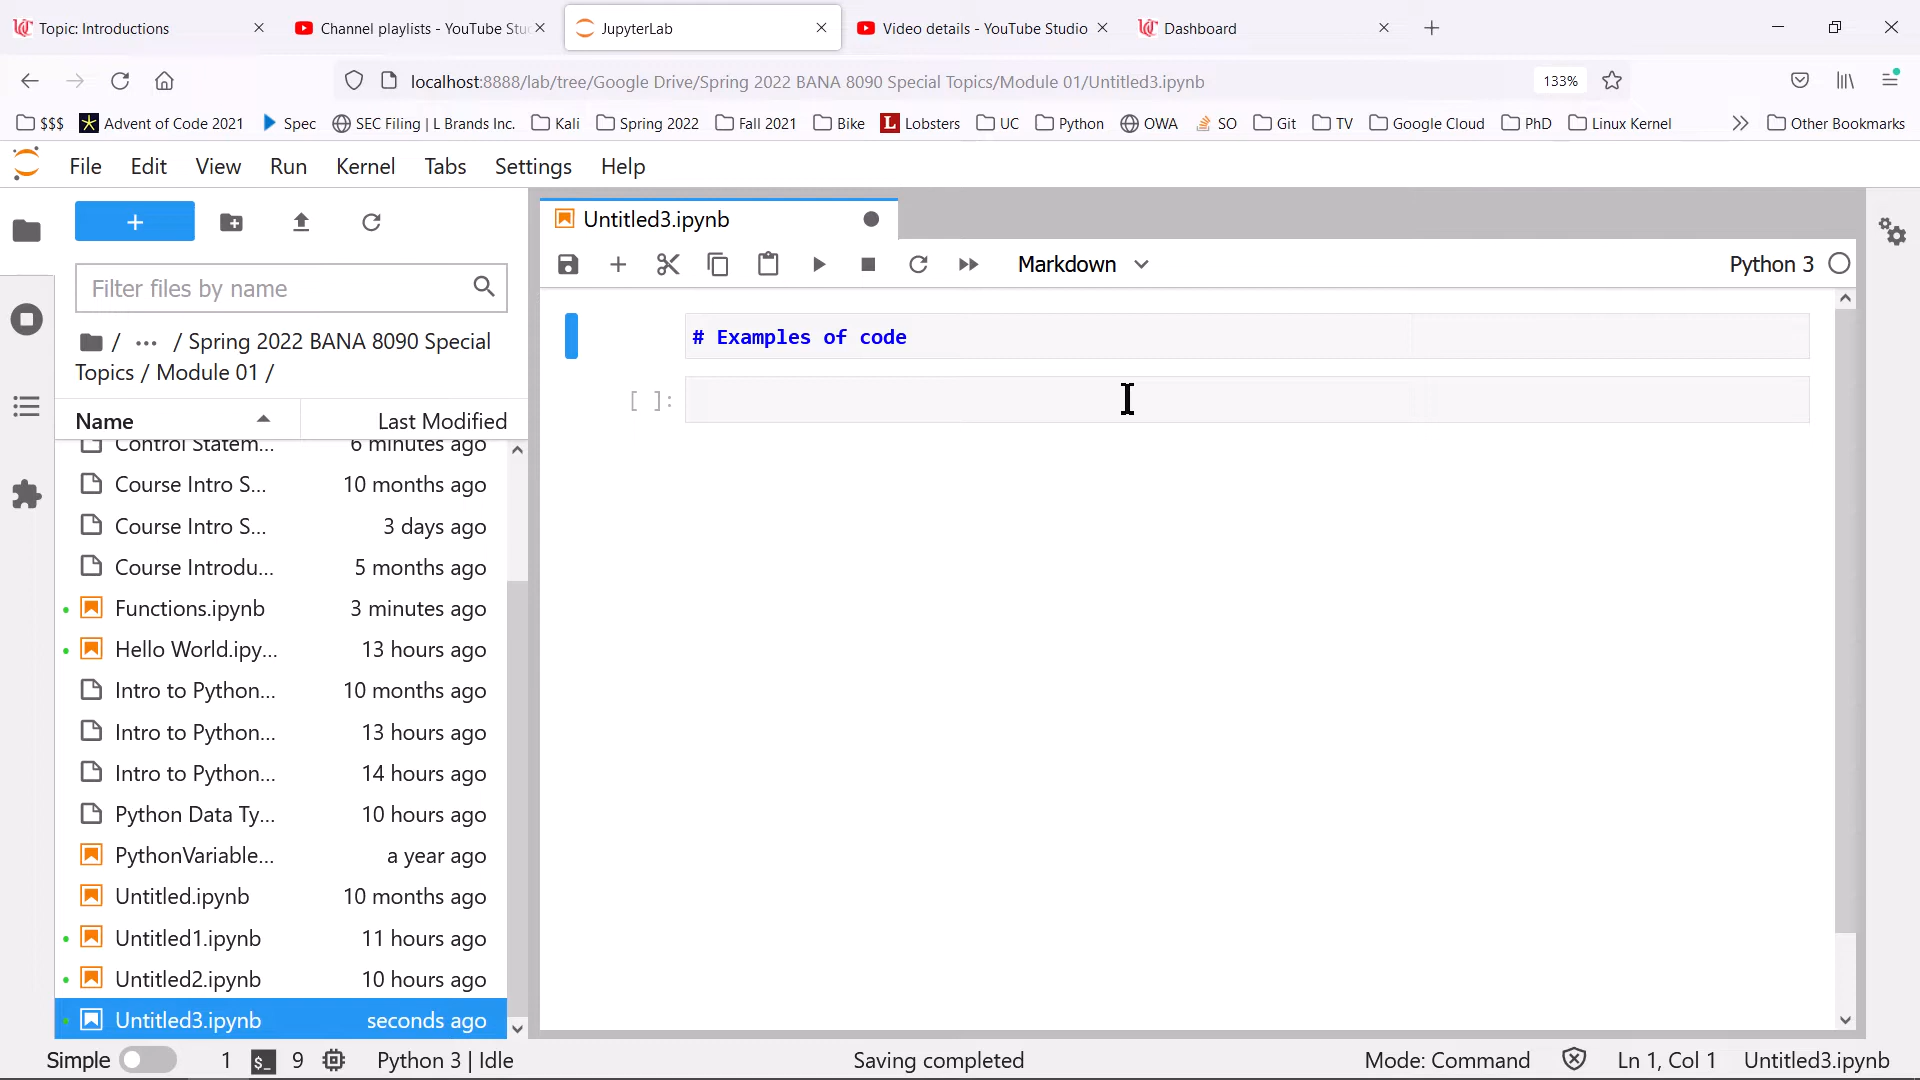 Topic: Introductions
Channel playlists - YouTube Stu
JupyterLab
Video details - YouTube Studio
Dashboard
localhost:8888/lab/tree/Google Drive/Spring 2022 BANA 8090 Special Topics/Module 01/Untitled3.ipynb
133%
$$$
Advent of Code 2021
Spec
SEC Filing | L Brands Inc.
Kali
Spring 2022
Fall 2021
Bike
Lobsters
UC
Python
OWA
SO
Git
TV
Google Cloud
PhD
Linux Kernel
Other Bookmarks
File
Edit
View
Run
Kernel
Tabs
Settings
Help
Untitled3.ipynb
Filter files by name
Markdown
Python 3
/ ... / Spring 2022 BANA 8090 Special
Topics / Module 01 /
Name
Last Modified
Control Statem... 6 minutes ago
Course Intro S... 10 months ago
Course Intro S... 3 days ago
Course Introdu... 5 months ago
Functions.ipynb 3 minutes ago
Hello World.ipy... 13 hours ago
Intro to Python... 10 months ago
Intro to Python... 13 hours ago
Intro to Python... 14 hours ago
Python Data Ty... 10 hours ago
PythonVariable... a year ago
Untitled.ipynb 10 months ago
Untitled1.ipynb 11 hours ago
Untitled2.ipynb 10 hours ago
Untitled3.ipynb seconds ago
# Examples of code
[ ]:
Simple
1
$_
9
Python 3 | Idle
Saving completed
Mode: Command
Ln 1, Col 1
Untitled3.ipynb